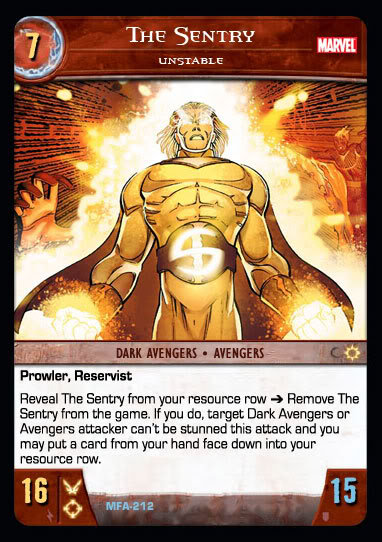 7
The Sentry
MARVEL
UNSTABLE
DARK AVENGERS • AVENGERS
C
Prowler, Reservist
Reveal The Sentry from your resource row ➔ Remove The
Sentry from the game. If you do, target Dark Avengers or
Avengers attacker can't be stunned this attack and you
may put a card from your hand face down into your
resource row.
16
MFA-212
15